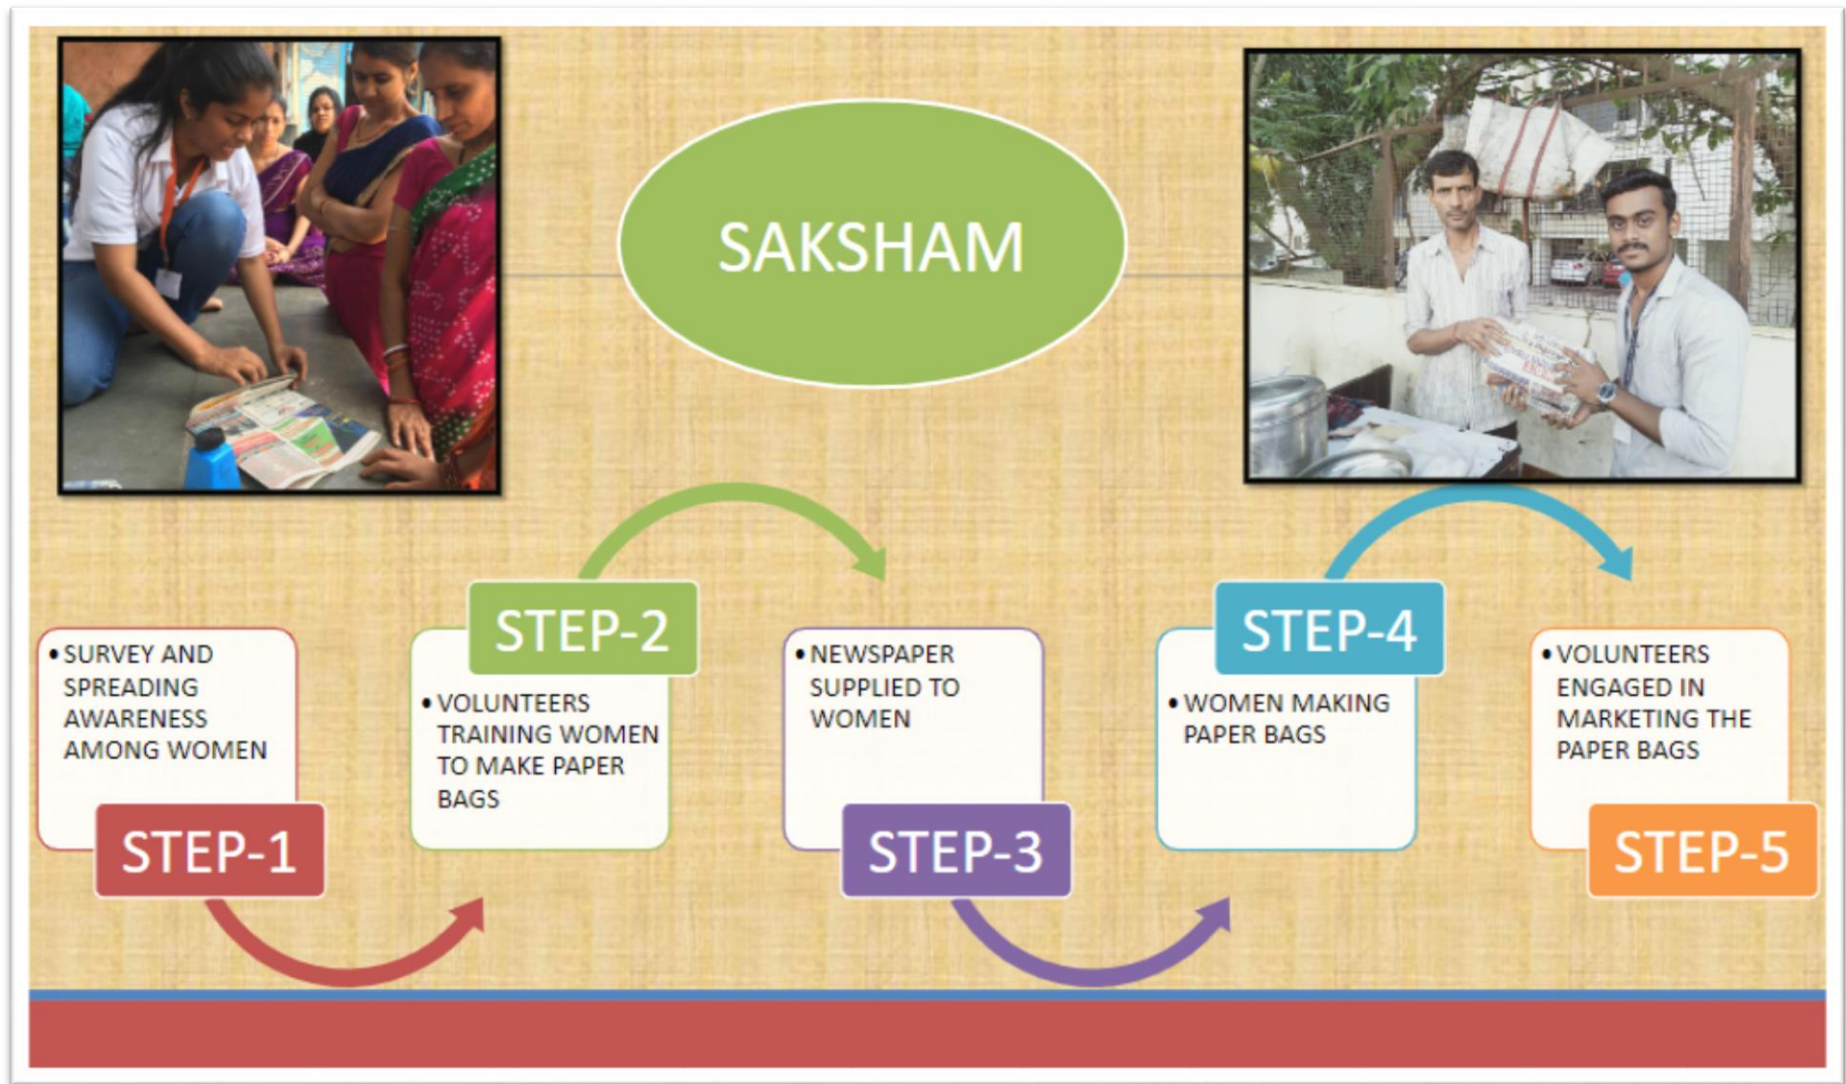 SAKSHAM
• SURVEY AND
SPREADING
AWARENESS
AMONG WOMEN
STEP-1
STEP-2
• VOLUNTEERS
TRAINING WOMEN
TO MAKE PAPER
BAGS
• NEWSPAPER
SUPPLIED TO
WOMEN
STEP-3
STEP-4
• WOMEN MAKING
PAPER BAGS
• VOLUNTEERS
ENGAGED IN
MARKETING THE
PAPER BAGS
STEP-5